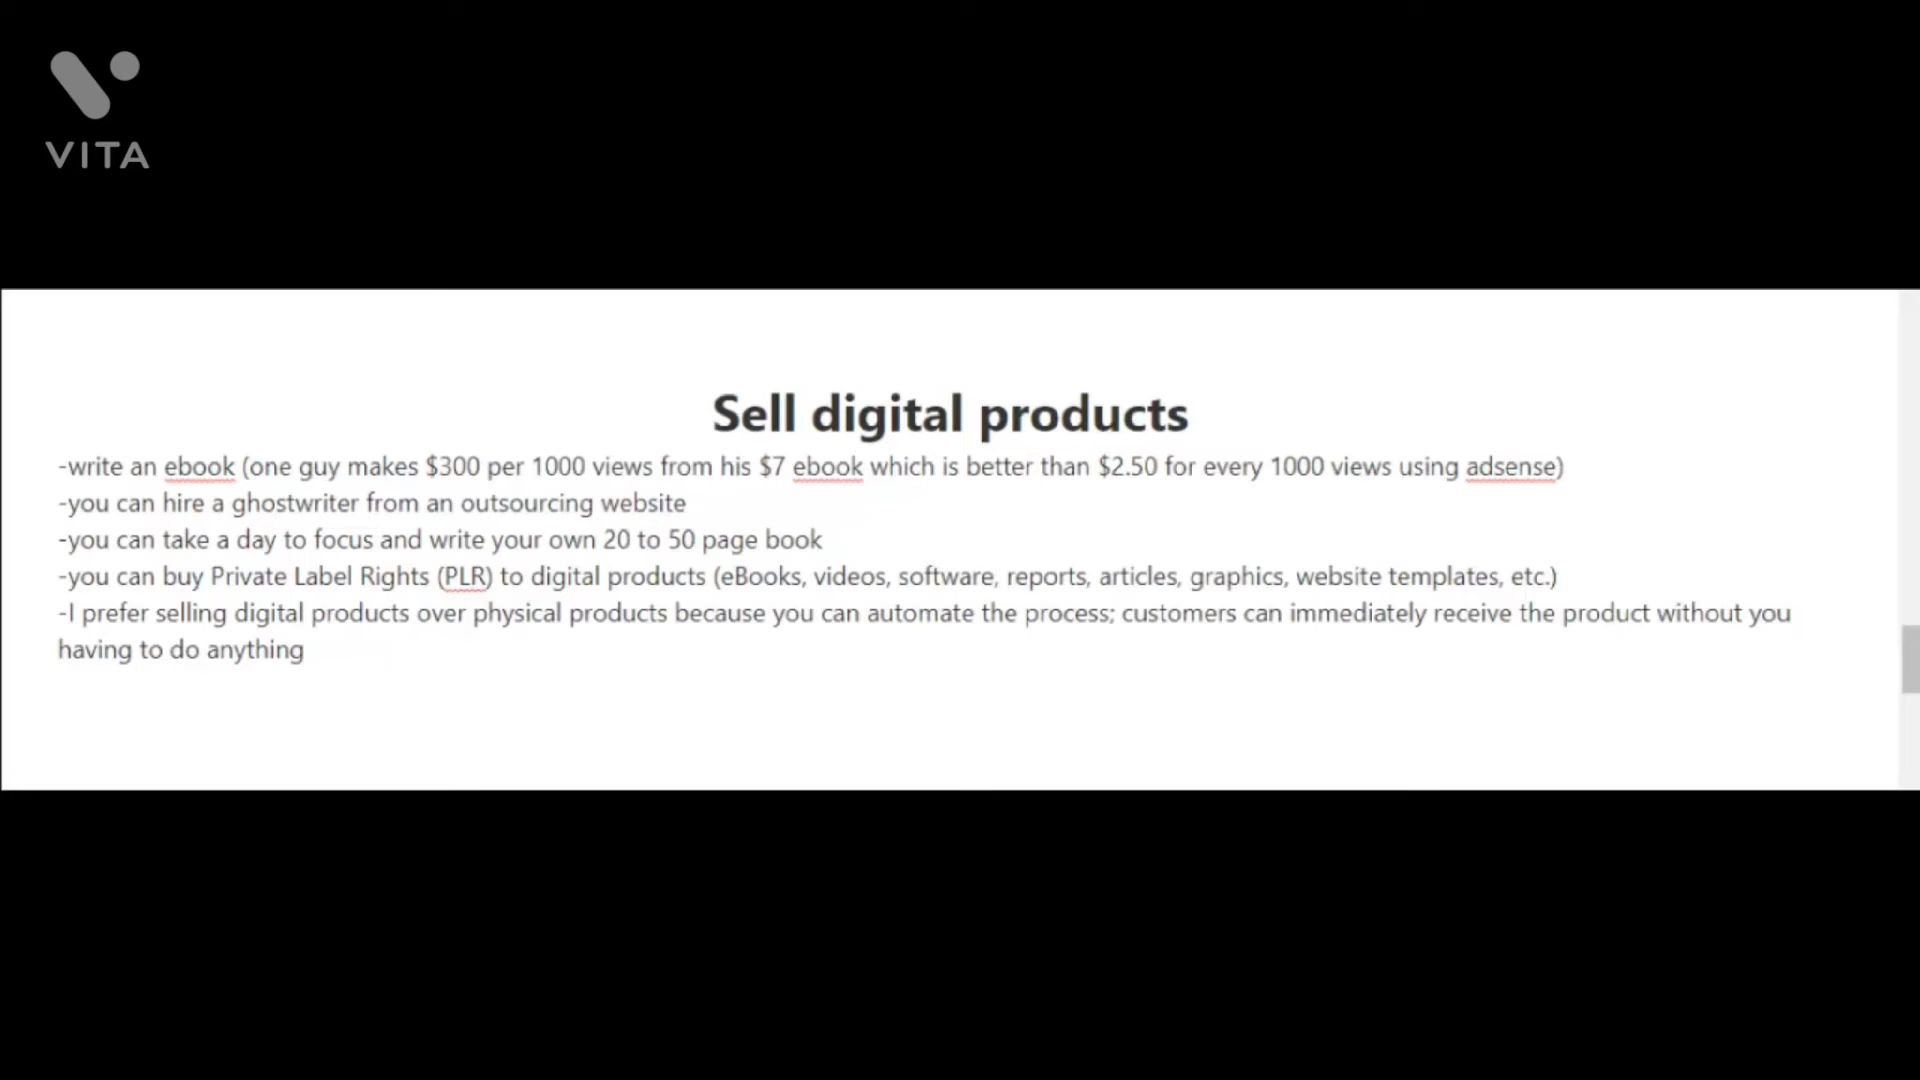 VITA
Sell digital products
-write an ebook (one guy makes $300 per 1000 views from his $7 ebook which is better than $2.50 for every 1000 views using adsense)
-you can hire a ghostwriter from an outsourcing website
-you can take a day to focus and write your own 20 to 50 page book
-you can buy Private Label Rights (PLR) to digital products (eBooks, videos, software, reports, articles, graphics, website templates, etc.)
-I prefer selling digital products over physical products because you can automate the process; customers can immediately receive the product without you
having to do anything